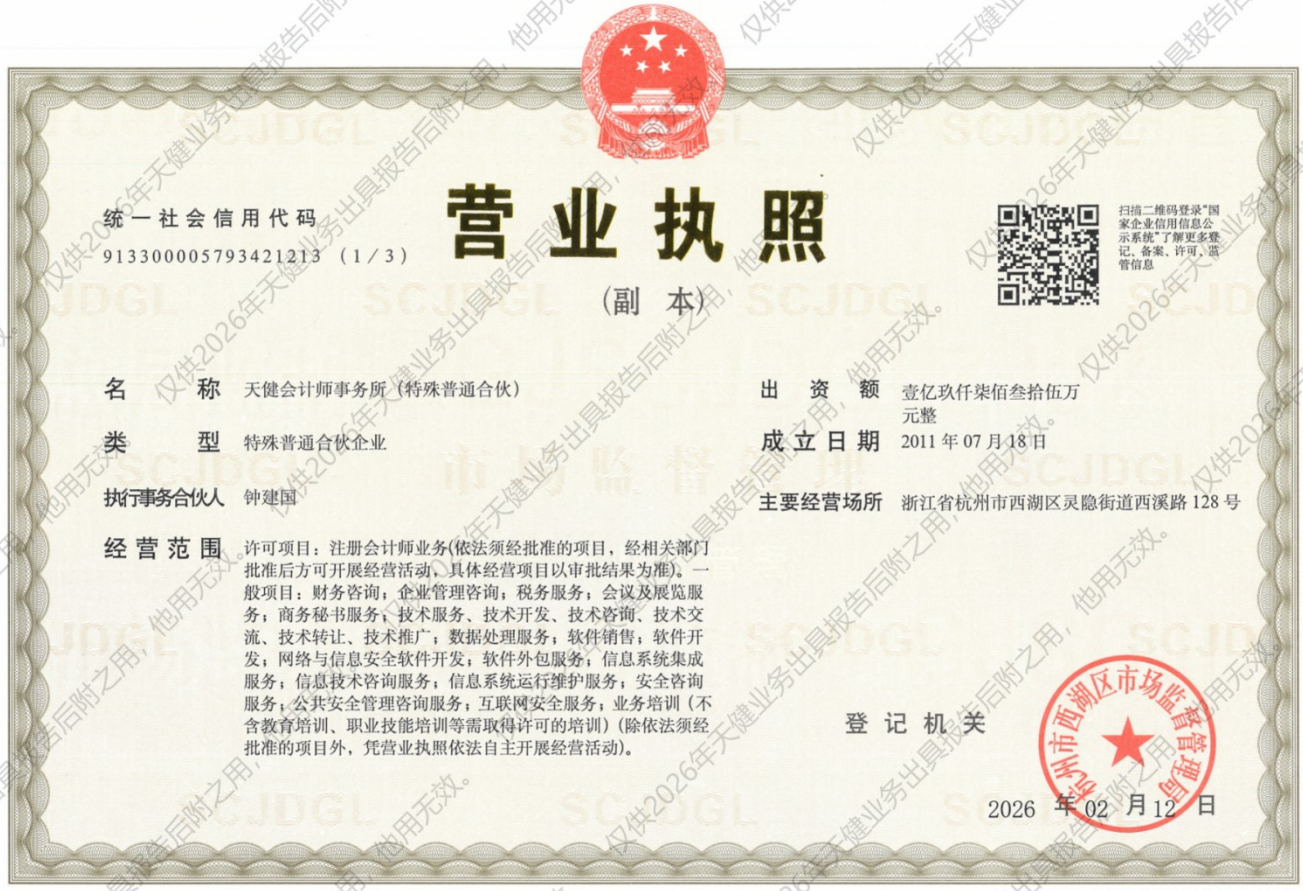 营业执照
（副 本）
统一社会信用代码
913300005793421213（1/3）
扫描二维码登录“国
家企业信用信息公
示系统”了解更多登
记、备案、许可、监
管信息
名 称 天健会计师事务所（特殊普通合伙）
类 型 特殊普通合伙企业
执行事务合伙人 钟建国
经营范围 许可项目：注册会计师业务(依法须经批准的项目，经相关部门
批准后方可开展经营活动，具体经营项目以审批结果为准)。一
般项目：财务咨询；企业管理咨询；税务服务；会议及展览服
务；商务秘书服务；技术服务、技术开发、技术咨询、技术交
流、技术转让、技术推广；数据处理服务；软件销售；软件开
发；网络与信息安全软件开发；软件外包服务；信息系统集成
服务；信息技术咨询服务；信息系统运行维护服务；安全咨询
服务；公共安全管理咨询服务；互联网安全服务；业务培训（不
含教育培训、职业技能培训等需取得许可的培训）(除依法须经
批准的项目外，凭营业执照依法自主开展经营活动)。
出资额 壹亿玖仟柒佰叁拾伍万
元整
成立日期 2011年07月18日
主要经营场所 浙江省杭州市西湖区灵隐街道西溪路128号
登记机关
杭州市西湖区市场监督管理局
2026年02月12日
仅供2026年天健业务出具报告后附之用，他用无效。
SCJDGL
市场监督管理